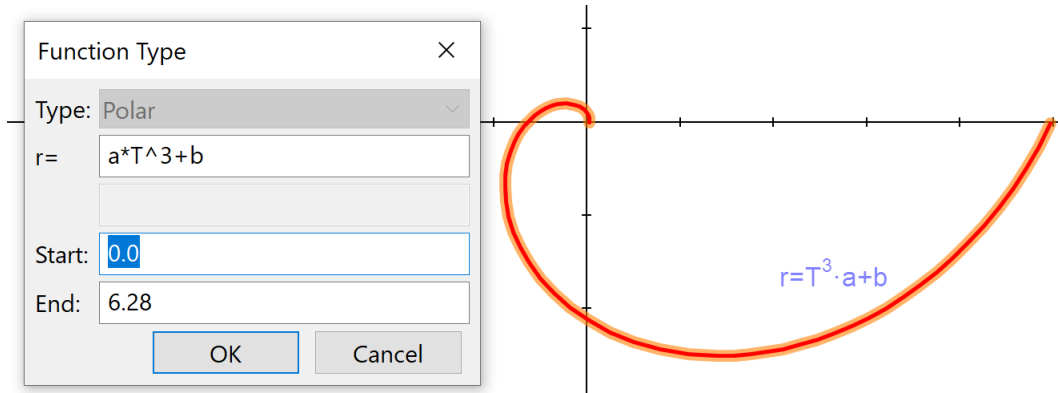 Function Type
Type: Polar
r= a*T^3+b
Start: 0.0
End: 6.28
OK Cancel
r=T³·a+b